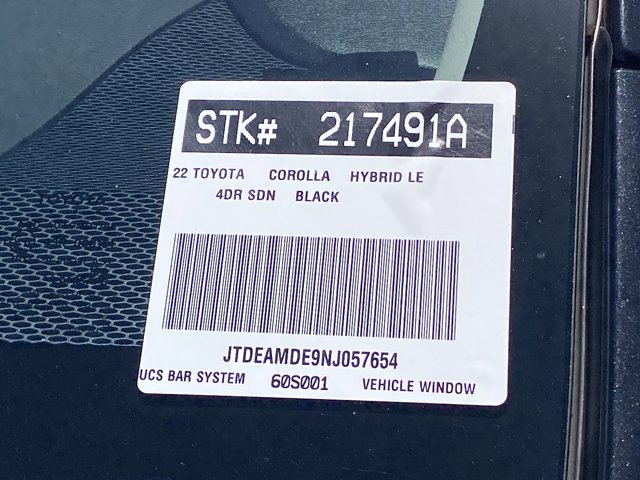 STK# 217491A
22 TOYOTA COROLLA HYBRID LE
4DR SDN BLACK
JTDEAMDE9NJ057654
UCS BAR SYSTEM 60S001 VEHICLE WINDOW